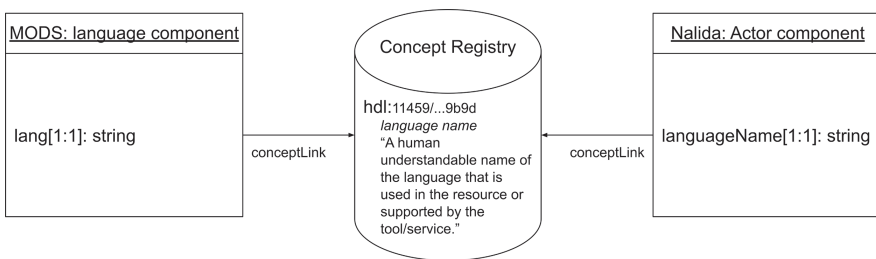 MODS: language component
lang[1:1]: string
conceptLink
Concept Registry
hdl:11459/...9b9d
language name
“A human
understandable name of
the language that is
used in the resource or
supported by the
tool/service.”
conceptLink
Nalida: Actor component
languageName[1:1]: string